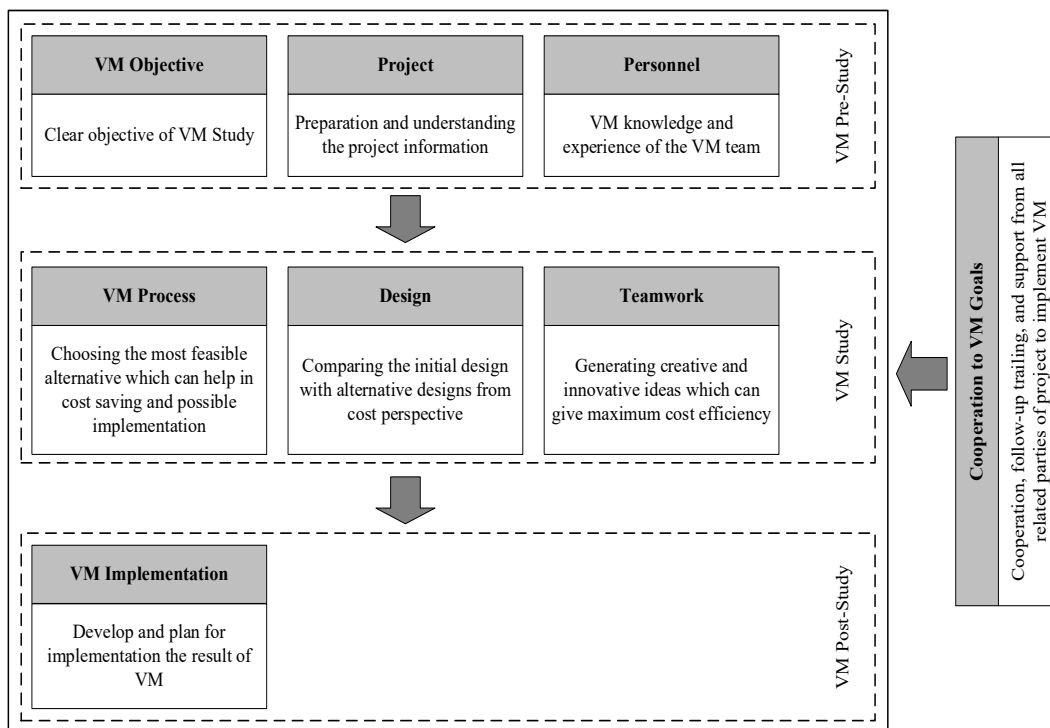 VM Objective
Clear objective of VM Study
Project
Preparation and understanding
the project information
Personnel
VM knowledge and
experience of the VM team
VM Pre-Study
VM Process
Choosing the most feasible
alternative which can help in
cost saving and possible
implementation
Design
Comparing the initial design
with alternative designs from
cost perspective
Teamwork
Generating creative and
innovative ideas which can
give maximum cost efficiency
VM Study
VM Implementation
Develop and plan for
implementation the result of
VM
VM Post-Study
Cooperation to VM Goals
Cooperation, follow-up trailing, and support from all
related parties of project to implement VM